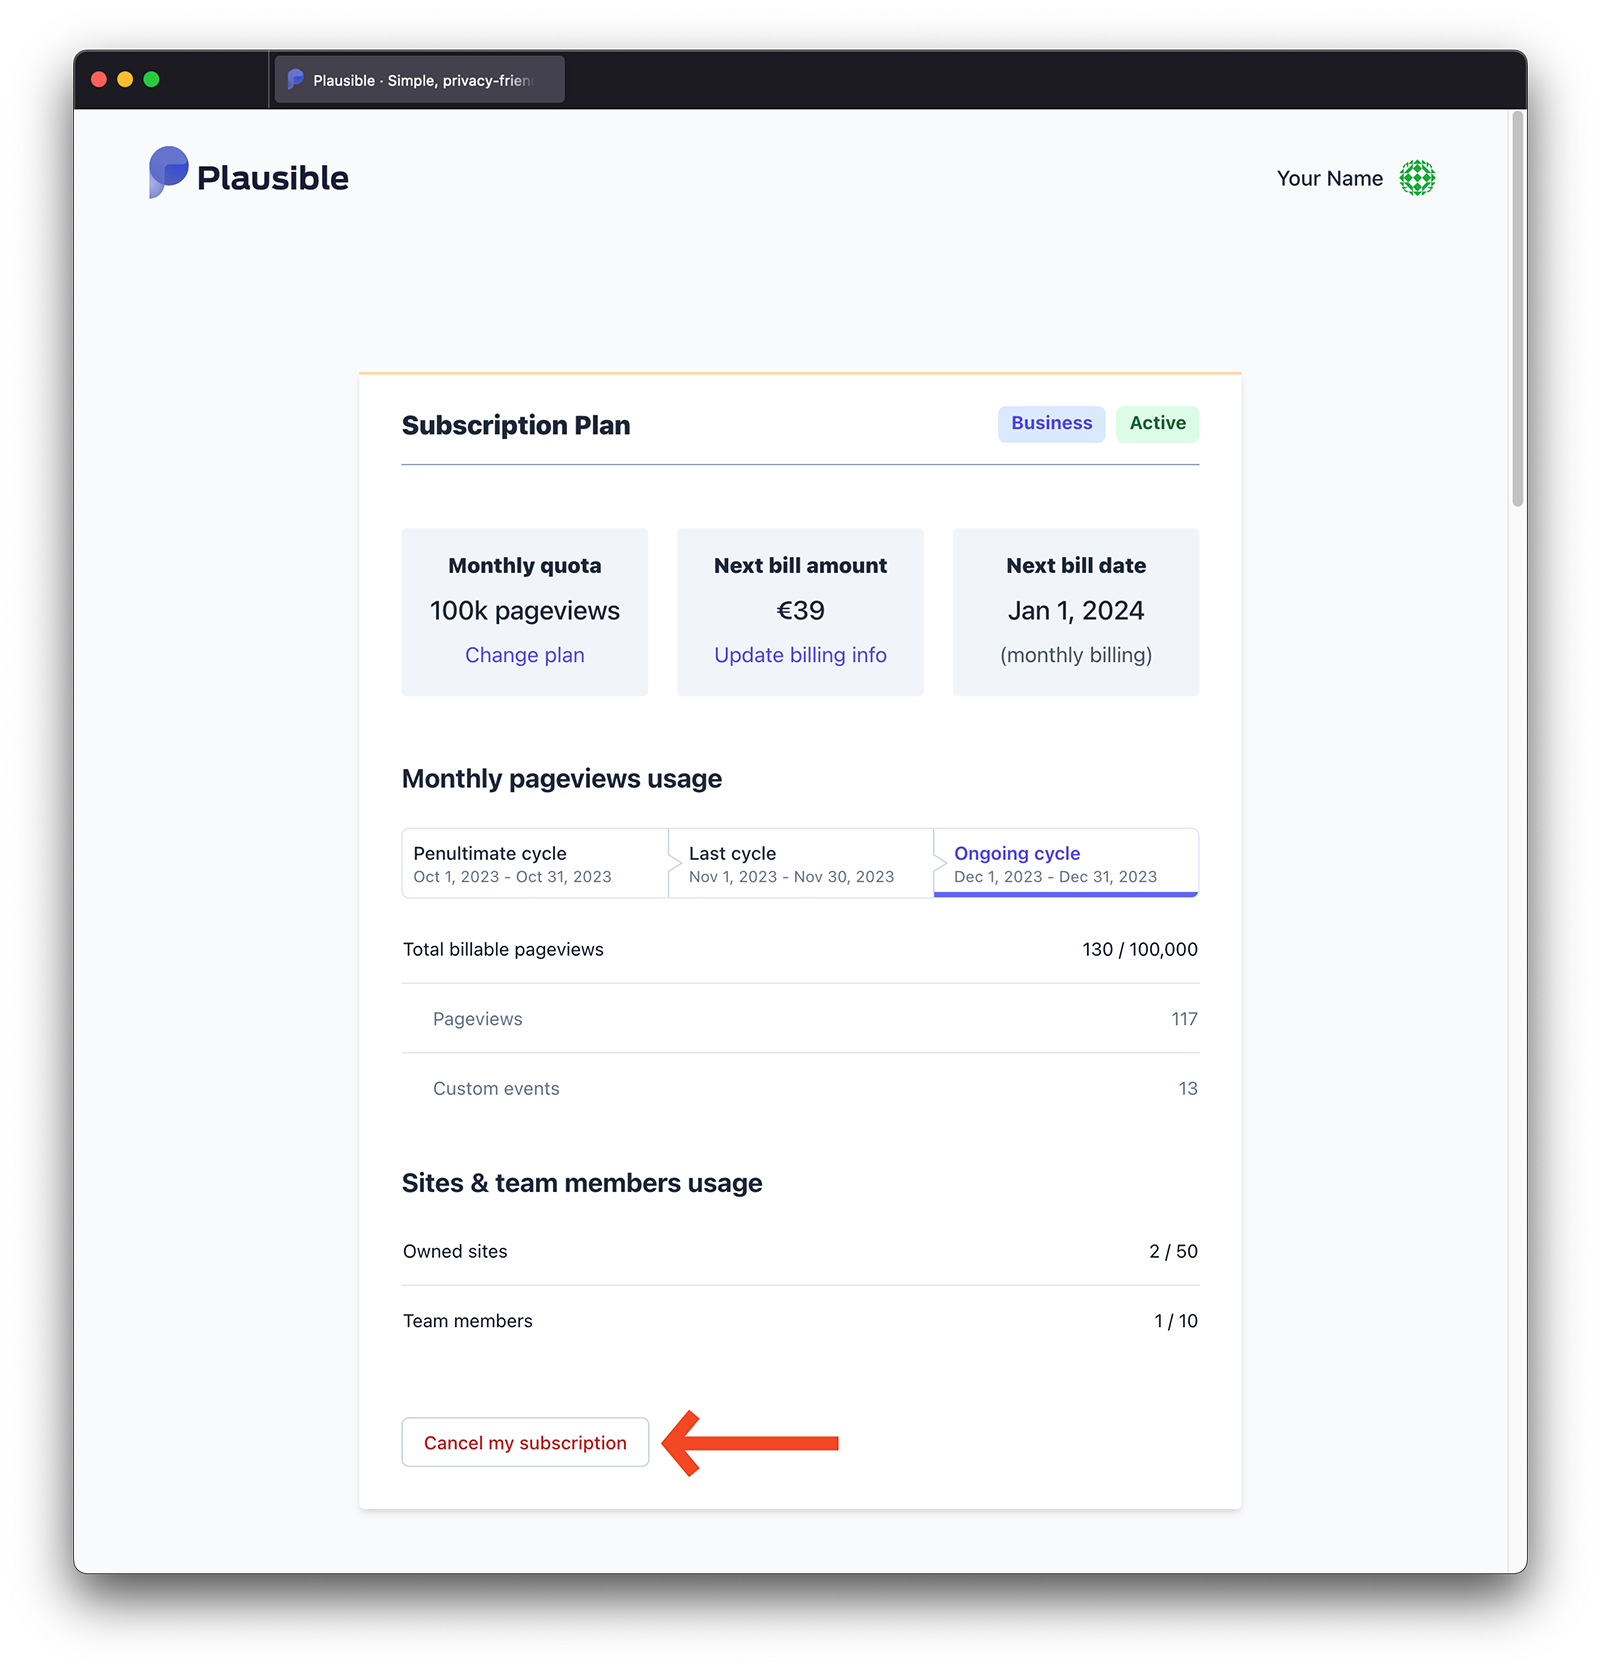 Plausible · Simple, privacy-frien
Plausible
Your Name
Subscription Plan
Business
Active
Monthly quota
100k pageviews
Change plan
Next bill amount
€39
Update billing info
Next bill date
Jan 1, 2024
(monthly billing)
Monthly pageviews usage
Penultimate cycle
Oct 1, 2023 - Oct 31, 2023
Last cycle
Nov 1, 2023 - Nov 30, 2023
Ongoing cycle
Dec 1, 2023 - Dec 31, 2023
Total billable pageviews 130 / 100,000
Pageviews 117
Custom events 13
Sites & team members usage
Owned sites 2 / 50
Team members 1 / 10
Cancel my subscription